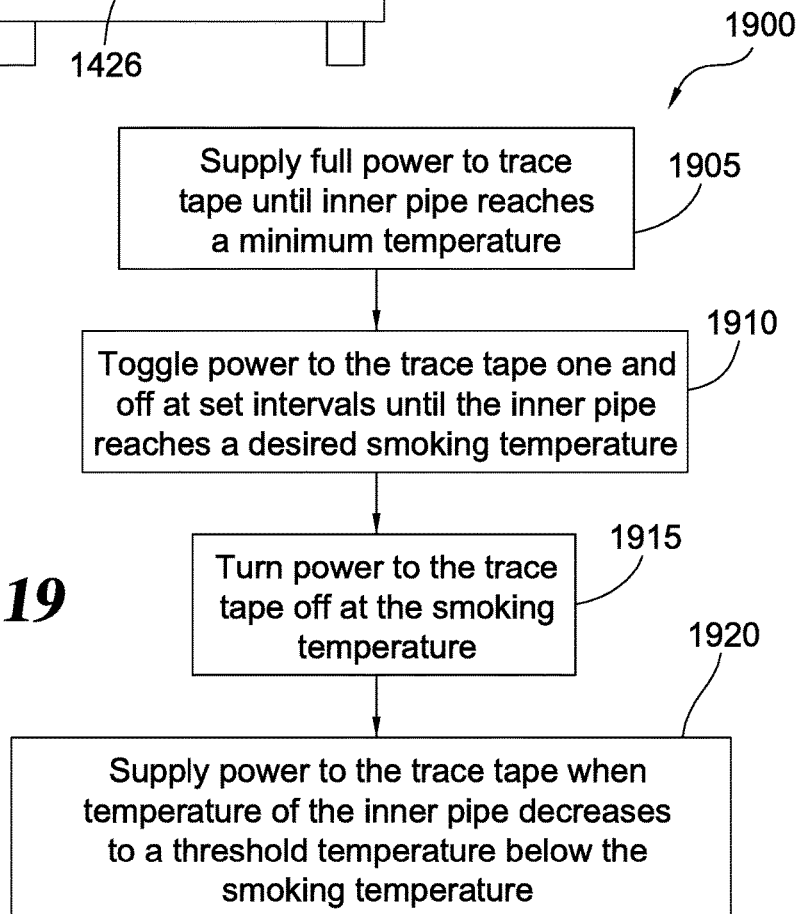 1426
1900
Supply full power to trace
tape until inner pipe reaches
a minimum temperature
1905
Toggle power to the trace tape one and
off at set intervals until the inner pipe
reaches a desired smoking temperature
1910
Turn power to the trace
tape off at the smoking
temperature
1915
19
Supply power to the trace tape when
temperature of the inner pipe decreases
to a threshold temperature below the
smoking temperature
1920